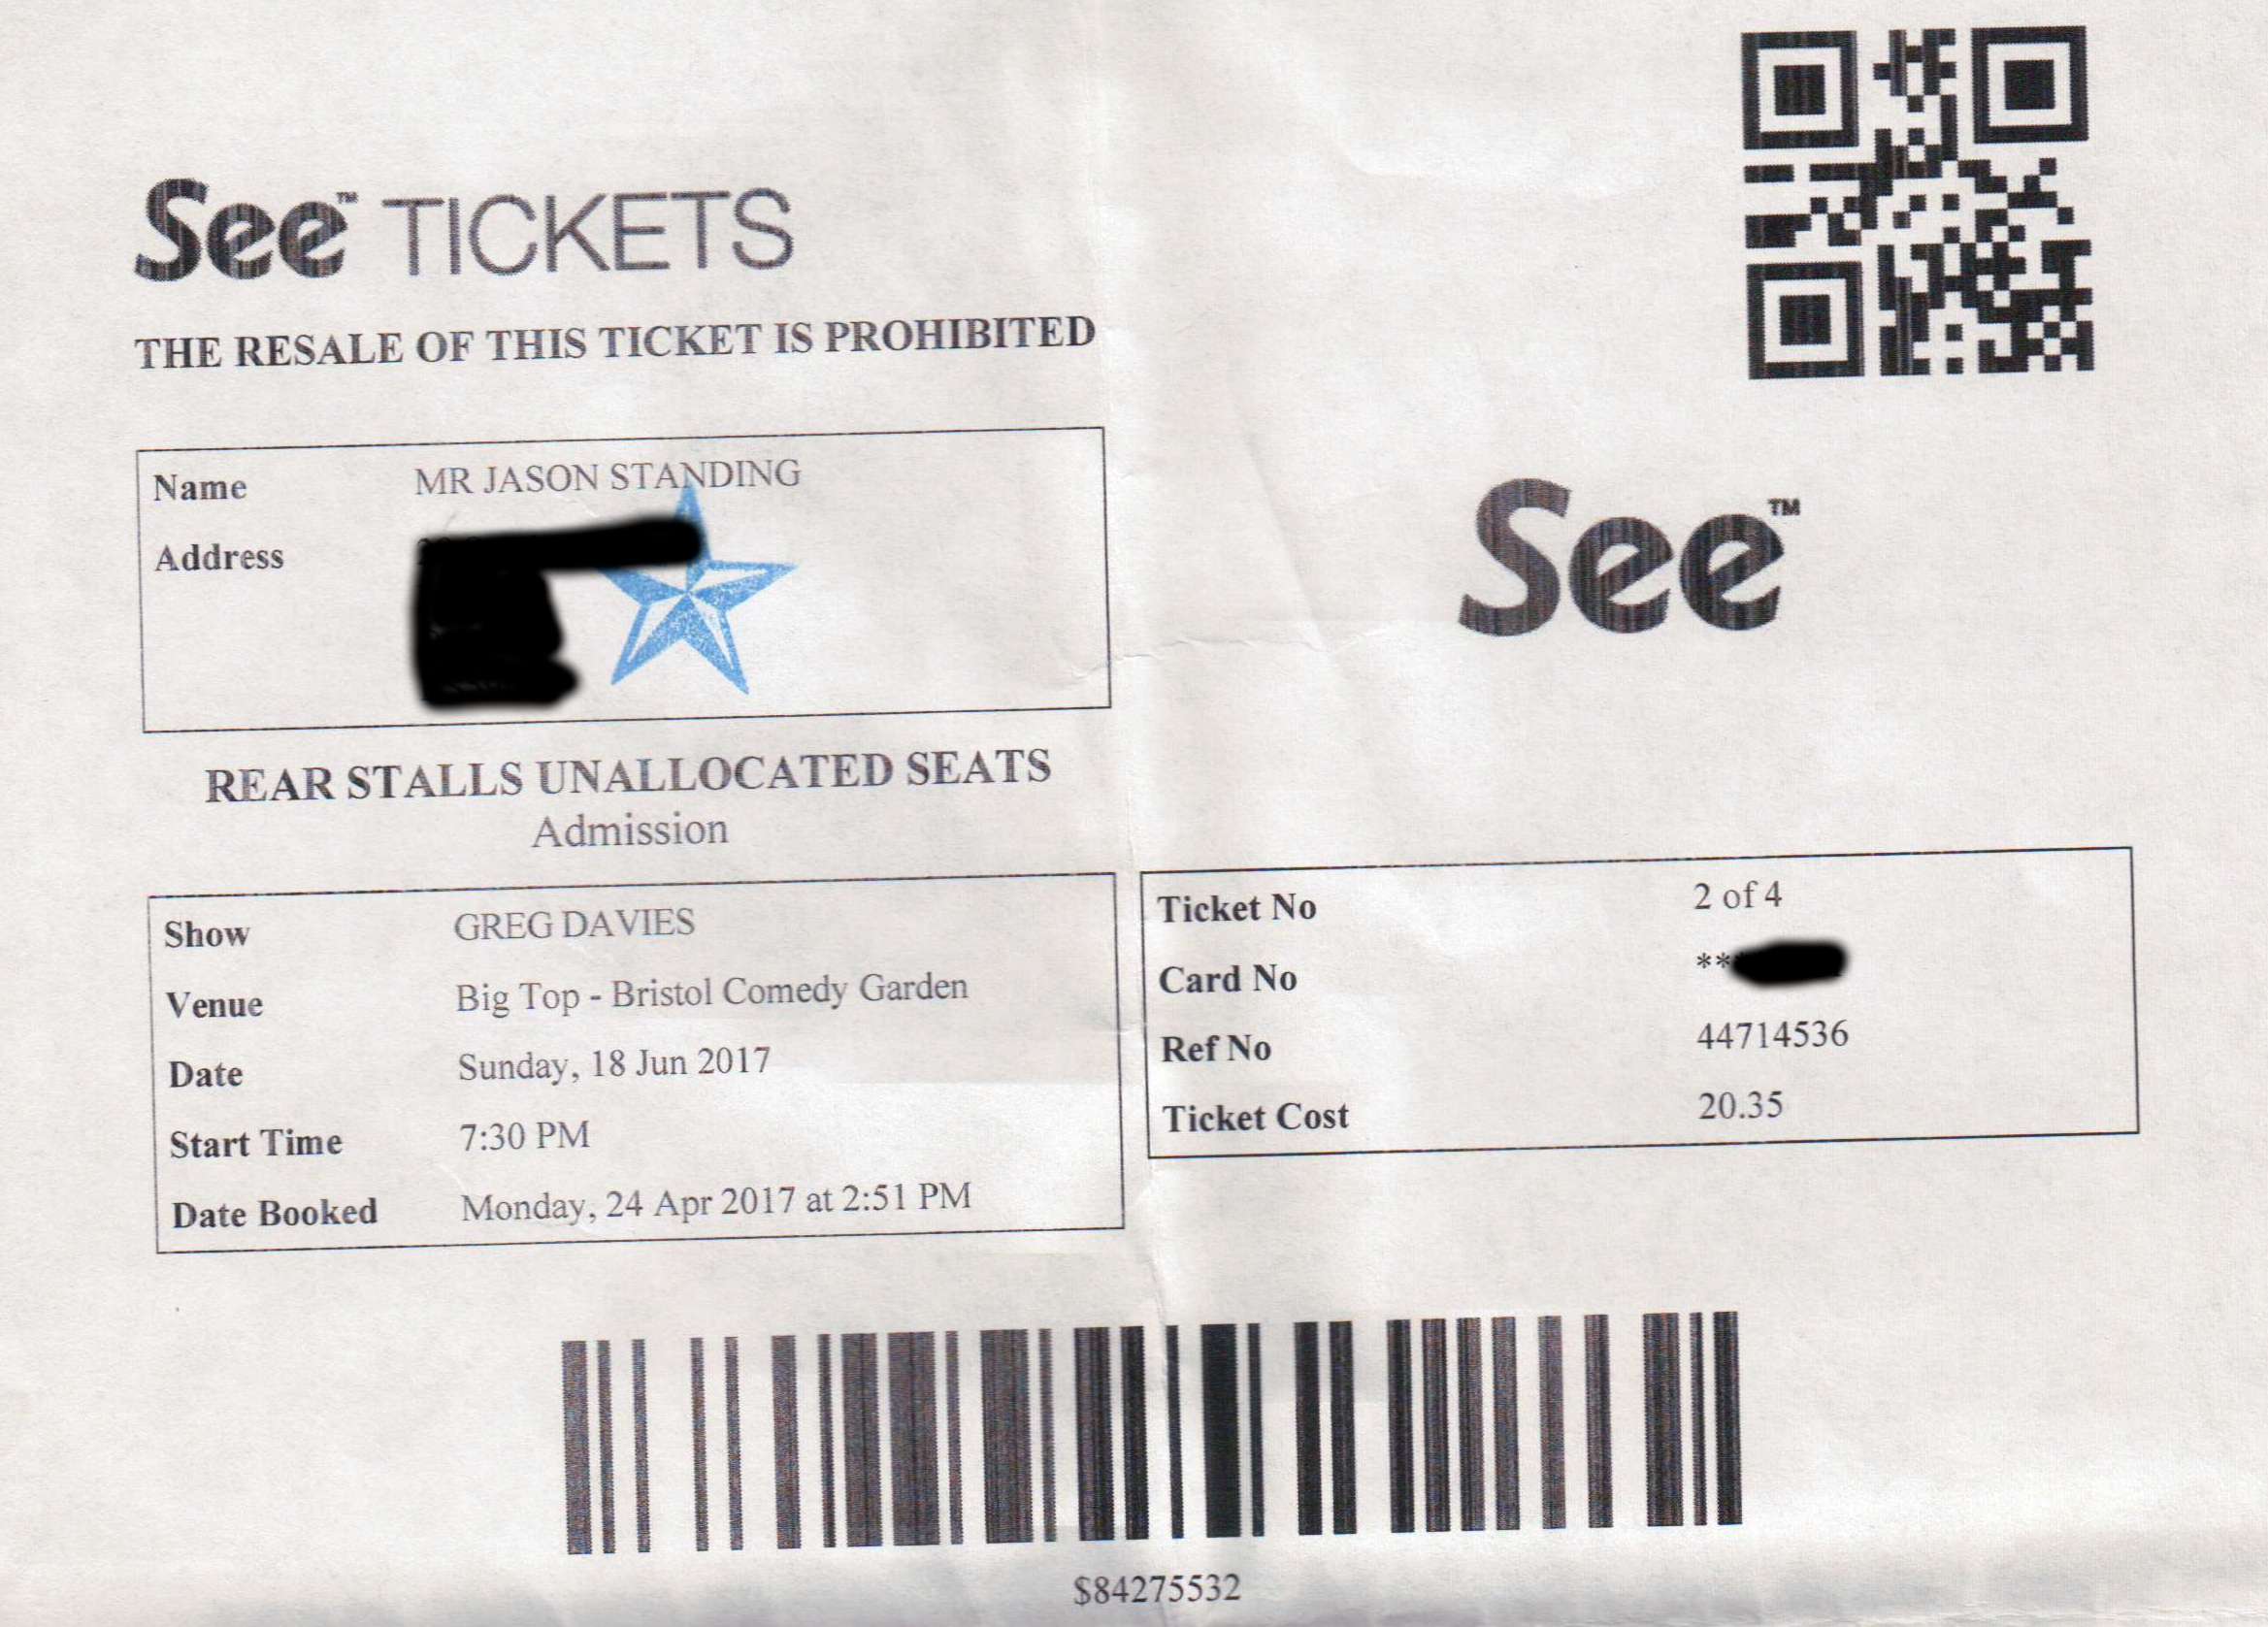 See™ TICKETS
THE RESALE OF THIS TICKET IS PROHIBITED
Name MR JASON STANDING
Address
See™
REAR STALLS UNALLOCATED SEATS
Admission
Show GREG DAVIES
Venue Big Top - Bristol Comedy Garden
Date Sunday, 18 Jun 2017
Start Time 7:30 PM
Date Booked Monday, 24 Apr 2017 at 2:51 PM
Ticket No 2 of 4
Card No **
Ref No 44714536
Ticket Cost 20.35
$84275532